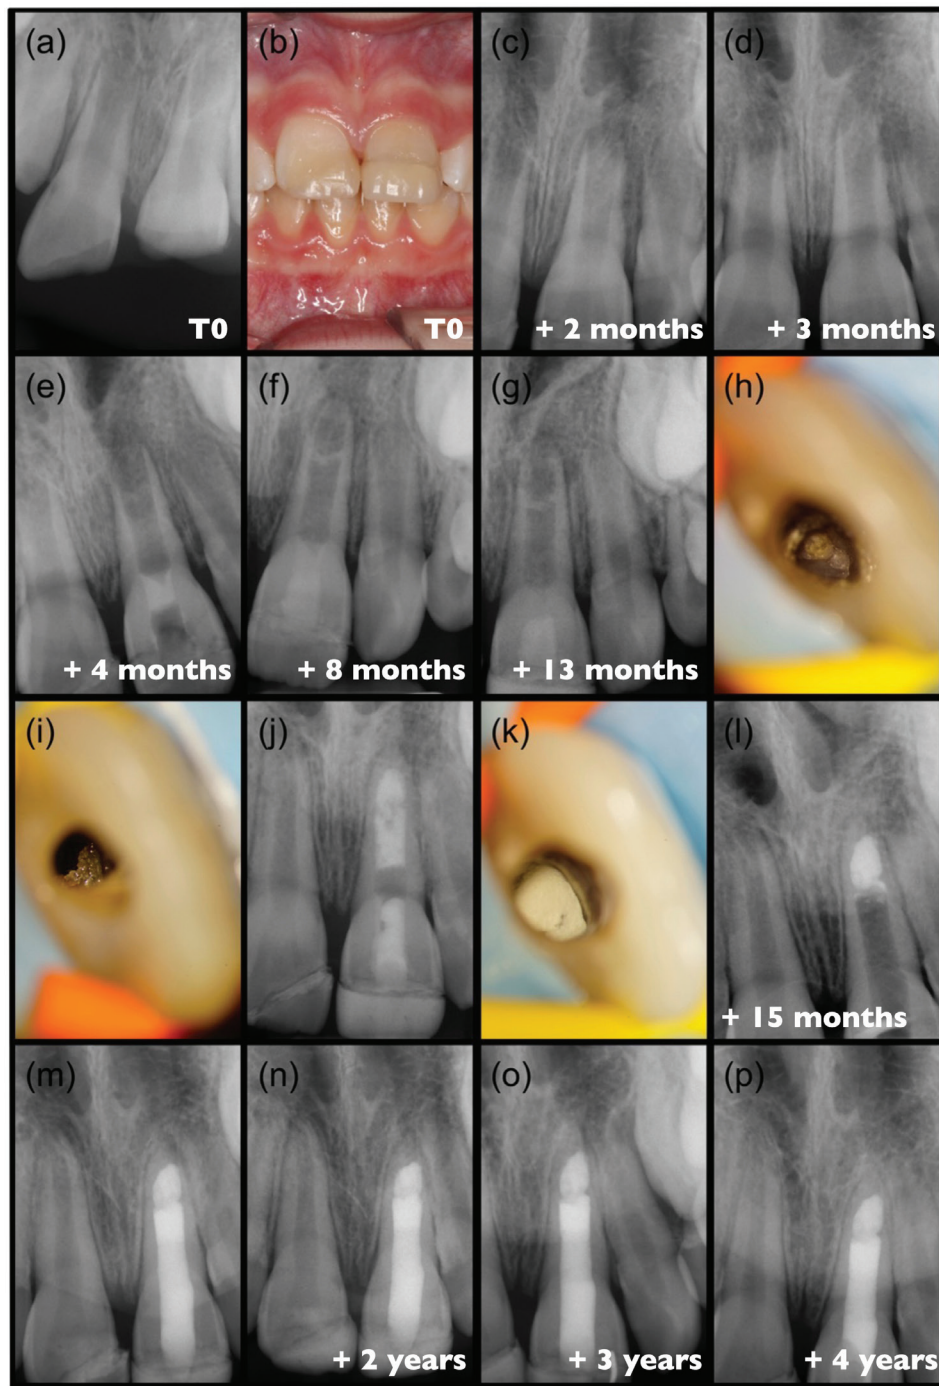 (a)
T0
(b)
T0
(c)
+ 2 months
(d)
+ 3 months
(e)
+ 4 months
(f)
+ 8 months
(g)
+ 13 months
(h)
(i)
(j)
(k)
(l)
+ 15 months
(m)
(n)
+ 2 years
(o)
+ 3 years
(p)
+ 4 years